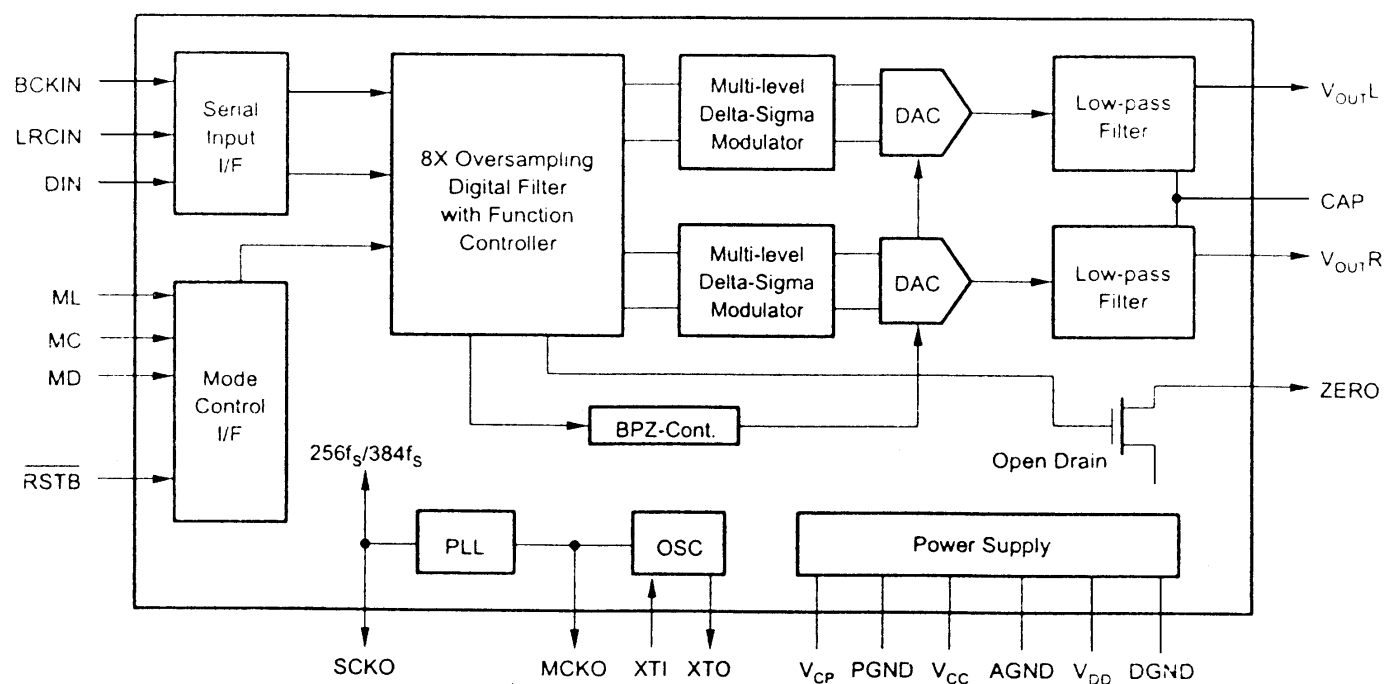 BCKIN
LRCIN
DIN
ML
MC
MD
RSTB
Serial
Input
I/F
Mode
Control
I/F
8X Oversampling
Digital Filter
with Function
Controller
Multi-level
Delta-Sigma
Modulator
DAC
Low-pass
Filter
VOUTL
CAP
Multi-level
Delta-Sigma
Modulator
DAC
Low-pass
Filter
VOUTR
ZERO
BPZ-Cont.
Open Drain
256fS/384fS
PLL
OSC
Power Supply
SCKO
MCKO
XTI
XTO
VCP
PGND
VCC
AGND
VDD
DGND